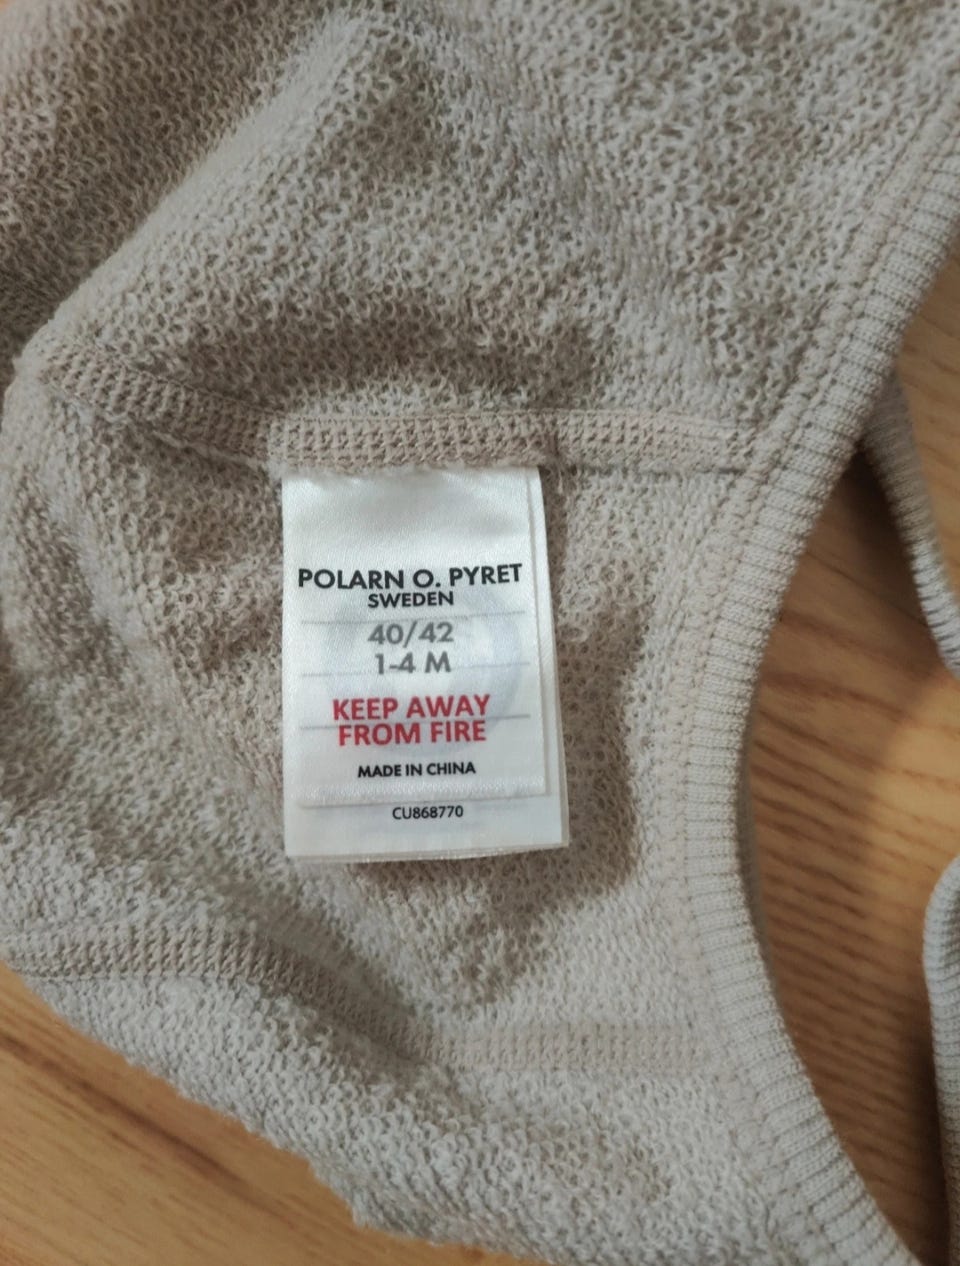 POLARN O. PYRET
SWEDEN
40/42
1-4 M
KEEP AWAY
FROM FIRE
MADE IN CHINA
CU868770